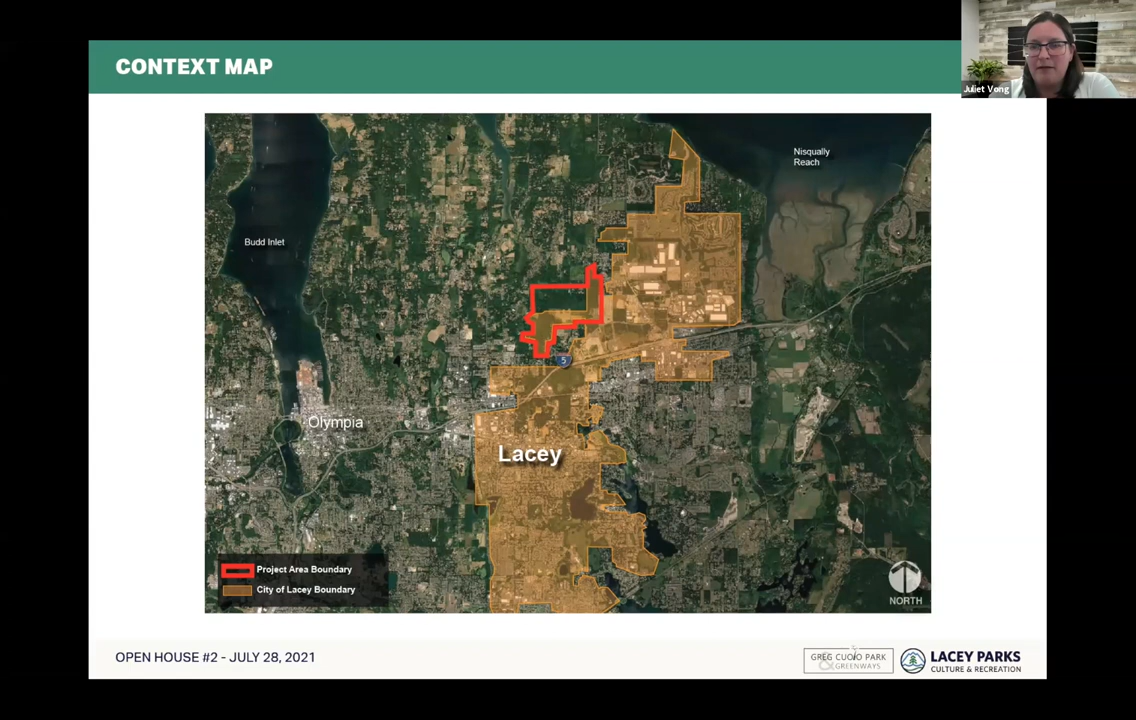 CONTEXT MAP
Juliet Vong
Nisqually
Reach
Budd Inlet
5
Olympia
Lacey
Project Area Boundary
City of Lacey Boundary
NORTH
OPEN HOUSE #2 - JULY 28, 2021
GREG CUOIO PARK
& GREENWAYS
LACEY PARKS
CULTURE & RECREATION